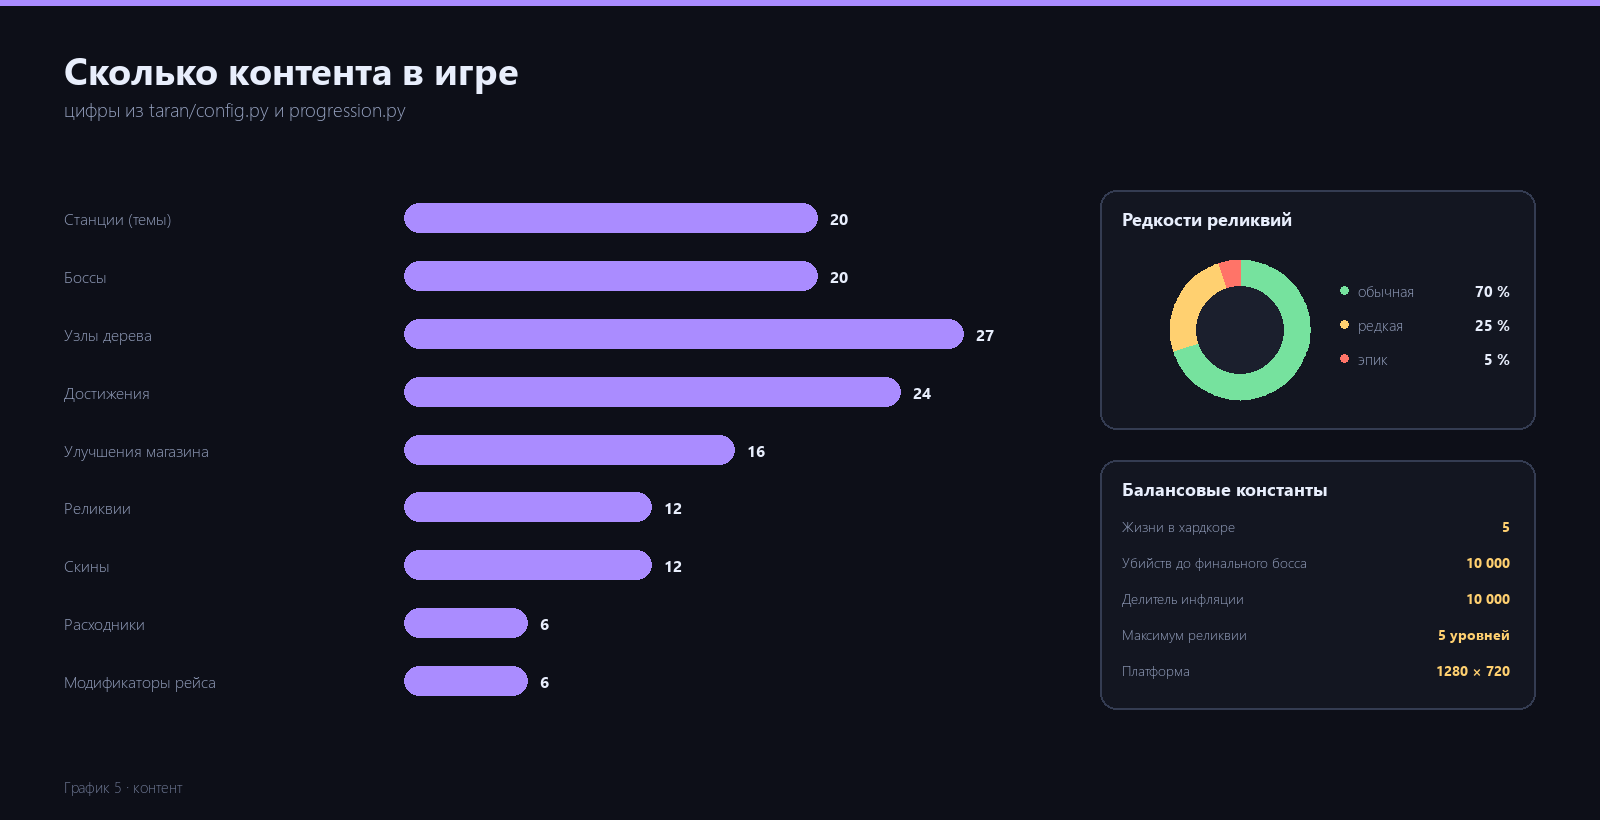 Сколько контента в игре
цифры из taran/config.py и progression.py
Станции (темы) 20
Боссы 20
Узлы дерева 27
Достижения 24
Улучшения магазина 16
Реликвии 12
Скины 12
Расходники 6
Модификаторы рейса 6
Редкости реликвий
обычная 70 %
редкая 25 %
эпик 5 %
Балансовые константы
Жизни в хардкоре 5
Убийств до финального босса 10 000
Делитель инфляции 10 000
Максимум реликвии 5 уровней
Платформа 1280 × 720
График 5 · контент